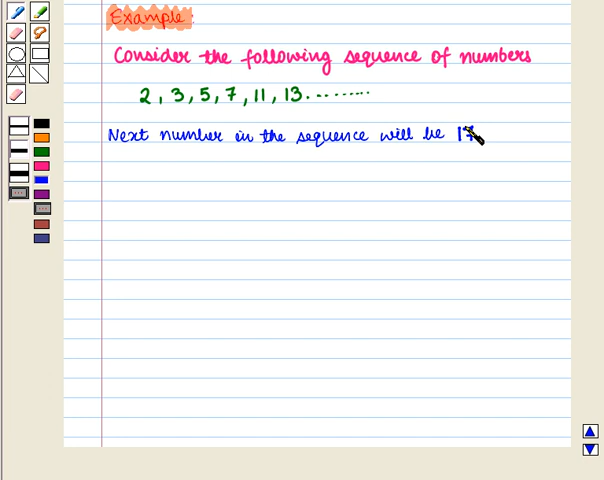 Example:
Consider the following sequence of numbers
2, 3, 5, 7, 11, 13.........
Next number in the sequence will be 17